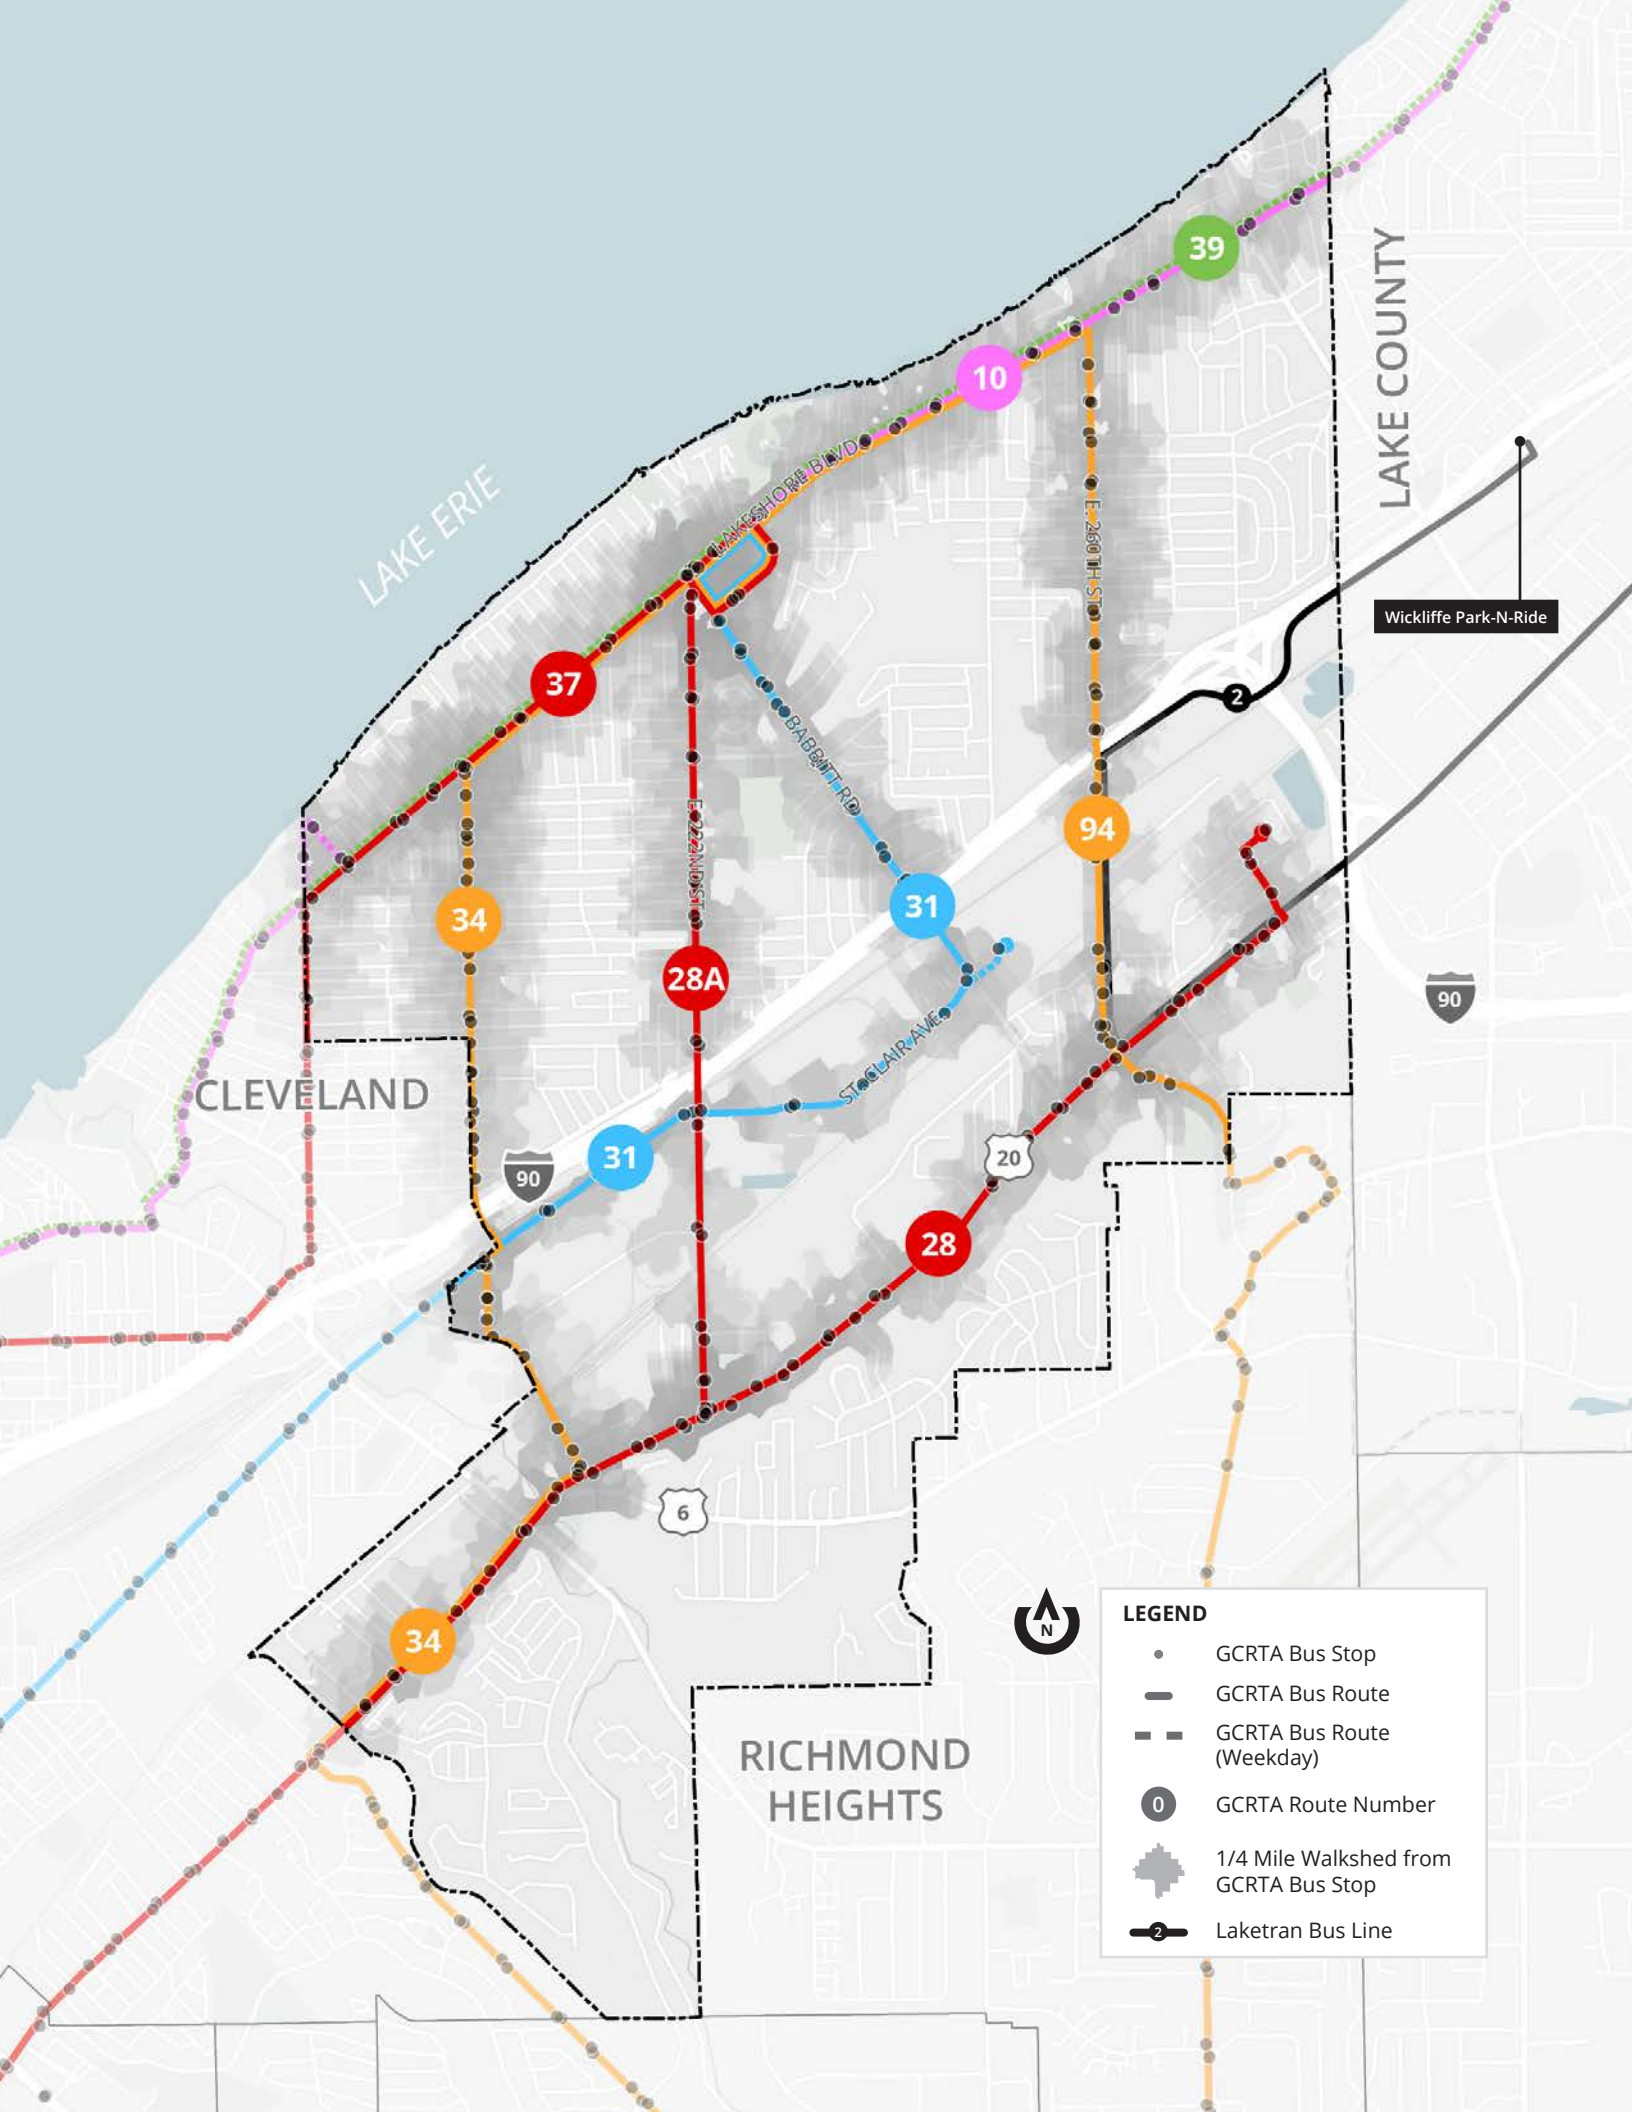 39
LAKE COUNTY
10
LAKESHORE BLVD
LAKE ERIE
E. 260TH ST.
Wickliffe Park-N-Ride
37
2
BABBITT RD.
E. 222ND ST.
94
34
31
28A
90
ST. CLAIR AVE.
CLEVELAND
31
90
20
28
6
34
N
RICHMOND
HEIGHTS
LEGEND
GCRTA Bus Stop
GCRTA Bus Route
GCRTA Bus Route
(Weekday)
0 GCRTA Route Number
1/4 Mile Walkshed from
GCRTA Bus Stop
2 Laketran Bus Line